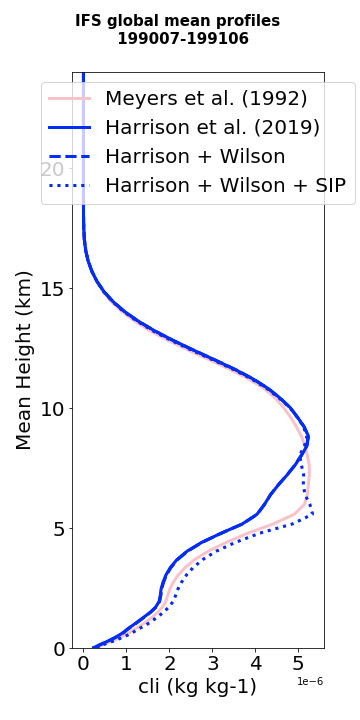 IFS global mean profiles
199007-199106
Meyers et al. (1992)
Harrison et al. (2019)
Harrison + Wilson
Harrison + Wilson + SIP
20
15
10
5
0
Mean Height (km)
0 1 2 3 4 5
1e-6
cli (kg kg-1)